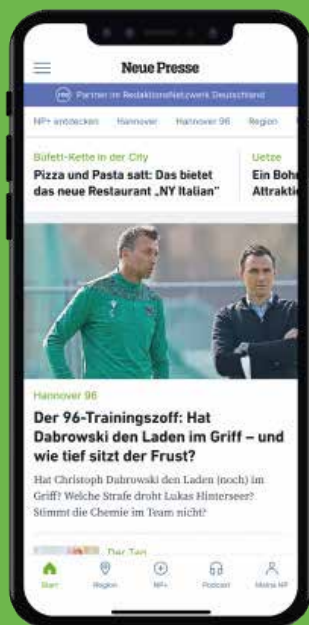 Neue Presse
RND Partner im RedaktionsNetzwerk Deutschland
NP+ entdecken Hannover Hannover 96 Region
Büfett-Kette in der City
Pizza und Pasta satt: Das bietet
das neue Restaurant „NY Italian“
Uetze
Ein Bohr
Attrakti
Hannover 96
Der 96-Trainingszoff: Hat
Dabrowski den Laden im Griff – und
wie tief sitzt der Frust?
Hat Christoph Dabrowski den Laden (noch) im
Griff? Welche Strafe droht Lukas Hinterseer?
Stimmt die Chemie im Team nicht?
Der Tag
Start Region NP+ Podcast Meine NP